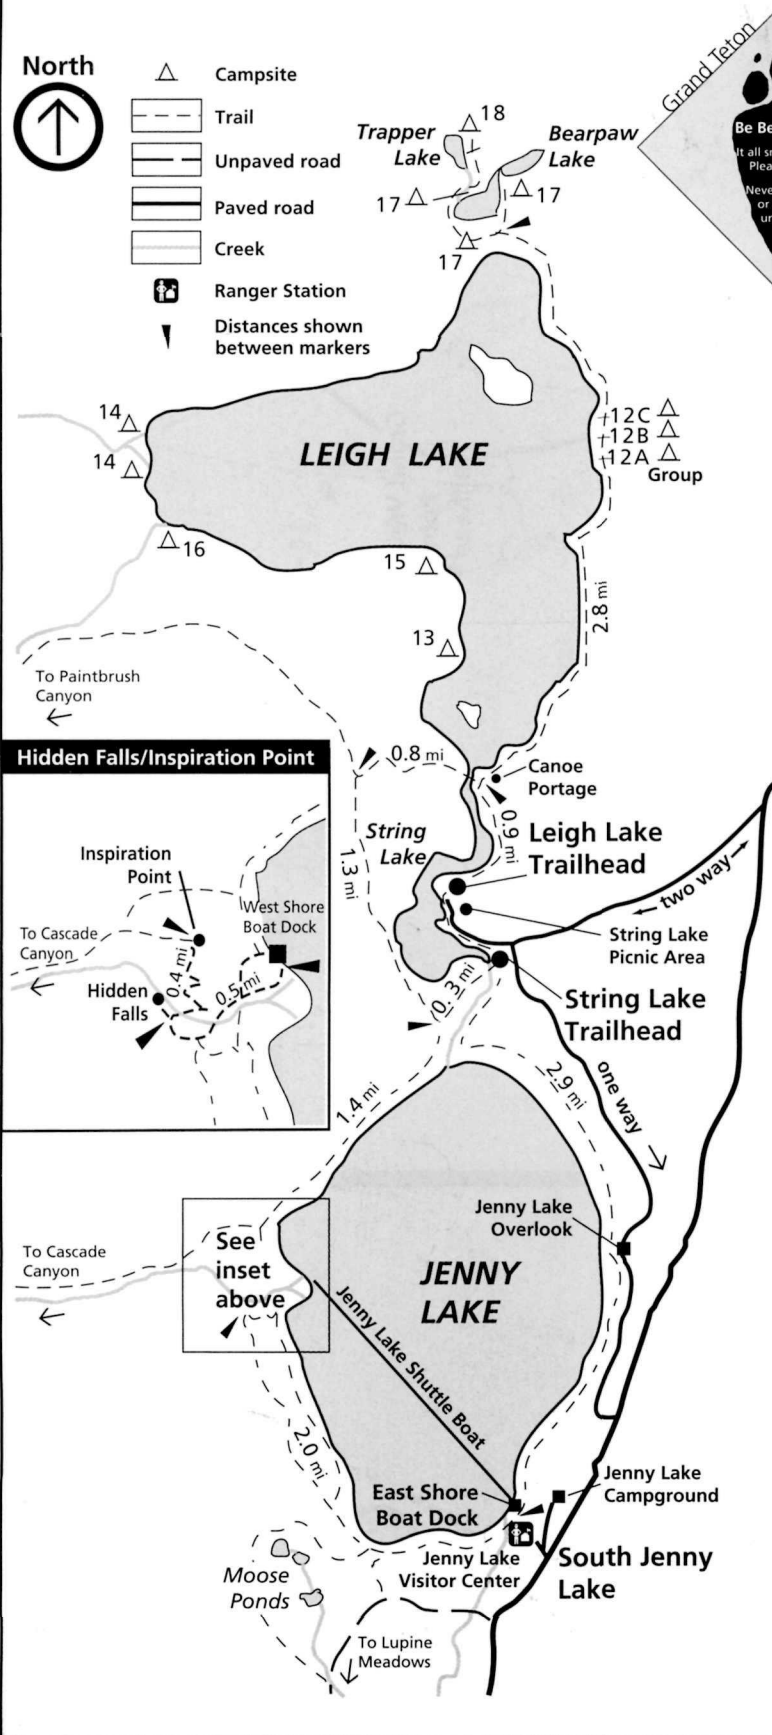 North
Campsite
Trail
Unpaved road
Paved road
Creek
Ranger Station
Distances shown
between markers
Grand Teton
Be Be
It all s
Plea
Neve
or
ur
18
Trapper
Lake
Bearpaw
Lake
17
17
17
14
14
LEIGH LAKE
12C
12B
12A
Group
16
15
13
2.8 mi
To Paintbrush
Canyon
0.8 mi
Canoe
Portage
0.9 mi
String
Lake
Leigh Lake
Trailhead
1.3 mi
two way
String Lake
Picnic Area
String Lake
Trailhead
0.3 mi
Hidden Falls/Inspiration Point
Inspiration
Point
West Shore
Boat Dock
To Cascade
Canyon
0.4 mi
0.5 mi
Hidden
Falls
1.4 mi
2.9 mi
one way
Jenny Lake
Overlook
To Cascade
Canyon
See
inset
above
JENNY
LAKE
Jenny Lake Shuttle Boat
2.0 mi
East Shore
Boat Dock
Jenny Lake
Campground
Jenny Lake
Visitor Center
South Jenny
Lake
Moose
Ponds
To Lupine
Meadows